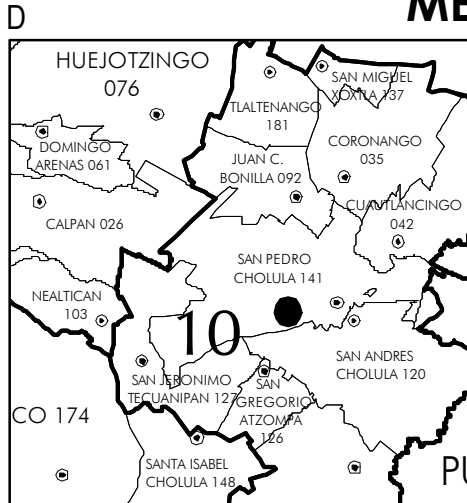 D
ME
HUEJOTZINGO
076
SAN MIGUEL
XOXTLA 137
TLALTENANGO
181
DOMINGO
ARENAS 061
CORONANGO
035
JUAN C.
BONILLA 092
CUAUTLANCINGO
042
CALPAN 026
SAN PEDRO
CHOLULA 141
NEALTICAN
103
10
SAN ANDRES
CHOLULA 120
SAN JERONIMO
TECUANIPAN 127
SAN
GREGORIO
ATZOMPA
126
CO 174
SANTA ISABEL
CHOLULA 148
PU